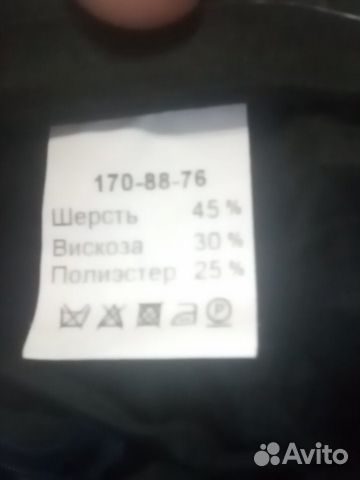 170-88-76
Шерсть 45%
Вискоза 30%
Полиэстер 25%
P
Avito